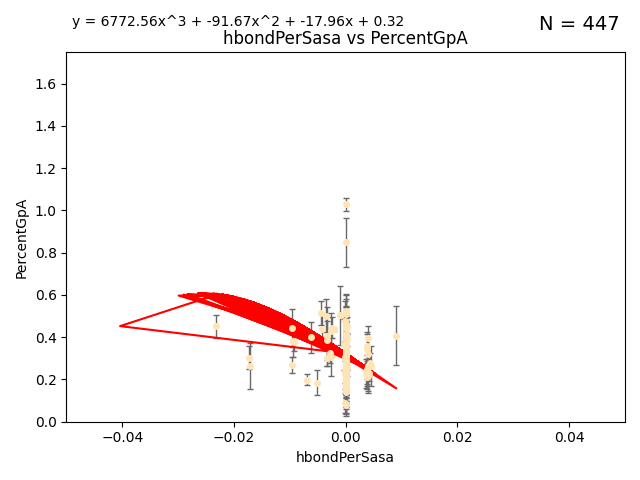 y = 6772.56x^3 + -91.67x^2 + -17.96x + 0.32
N = 447
hbondPerSasa vs PercentGpA
PercentGpA
1.6
1.4
1.2
1.0
0.8
0.6
0.4
0.2
0.0
−0.04
−0.02
0.00
0.02
0.04
hbondPerSasa